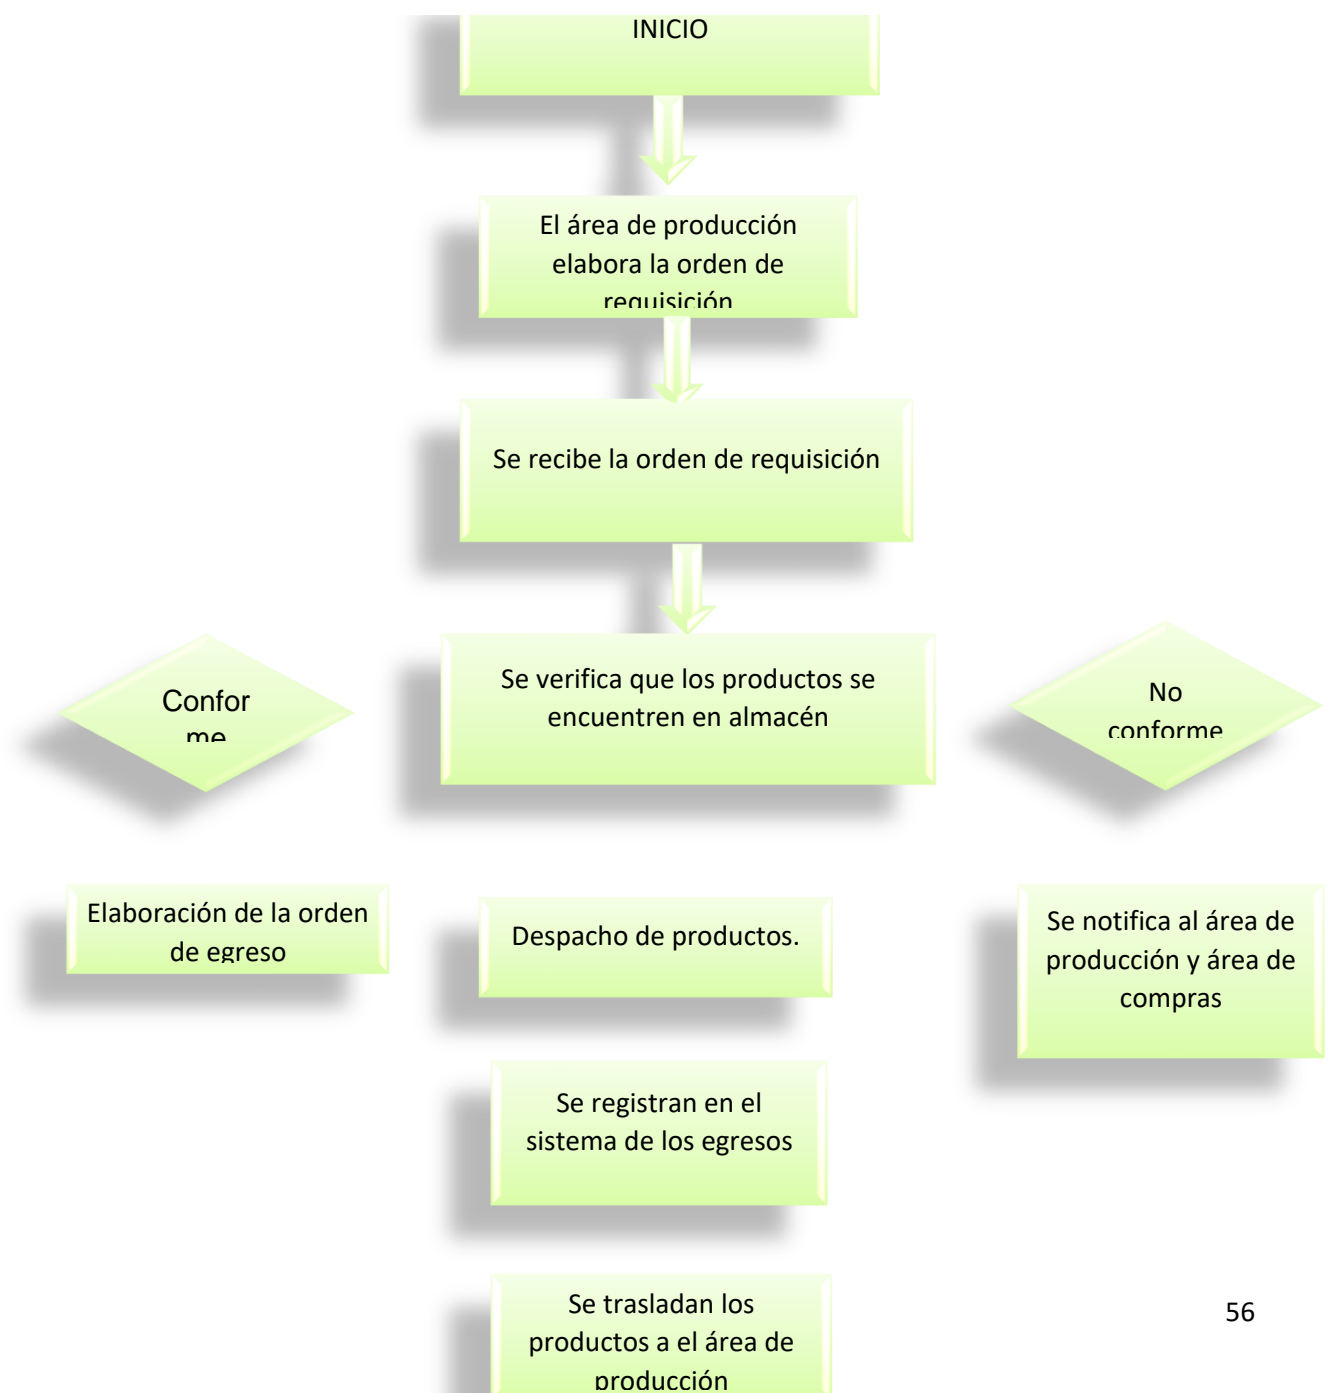 INICIO
El área de producción
elabora la orden de
requisición
Se recibe la orden de requisición
Se verifica que los productos se
encuentren en almacén
Confor
me
No
conforme
Elaboración de la orden
de egreso
Despacho de productos.
Se notifica al área de
producción y área de
compras
Se registran en el
sistema de los egresos
Se trasladan los
productos a el área de
producción
56